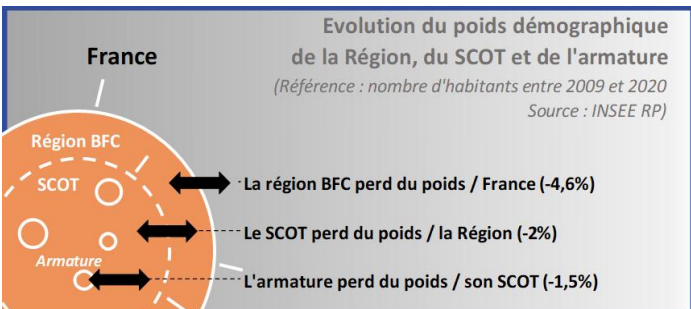 Evolution du poids démographique
de la Région, du SCOT et de l'armature
(Référence : nombre d'habitants entre 2009 et 2020
Source : INSEE RP)
France
Région BFC
SCOT
Armature
La région BFC perd du poids / France (-4,6%)
Le SCOT perd du poids / la Région (-2%)
L'armature perd du poids / son SCOT (-1,5%)